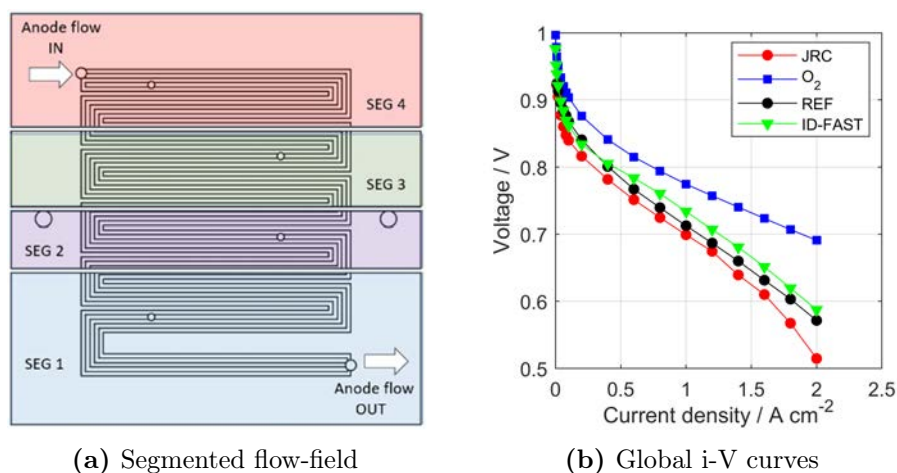 Anode flow
IN
SEG 4
SEG 3
SEG 2
SEG 1
Anode flow
OUT
(a) Segmented flow-field
1
0.9
0.8
0.7
0.6
0.5
Voltage / V
JRC
O₂
REF
ID-FAST
0 0.5 1 1.5 2 2.5
Current density / A cm⁻²
(b) Global i-V curves